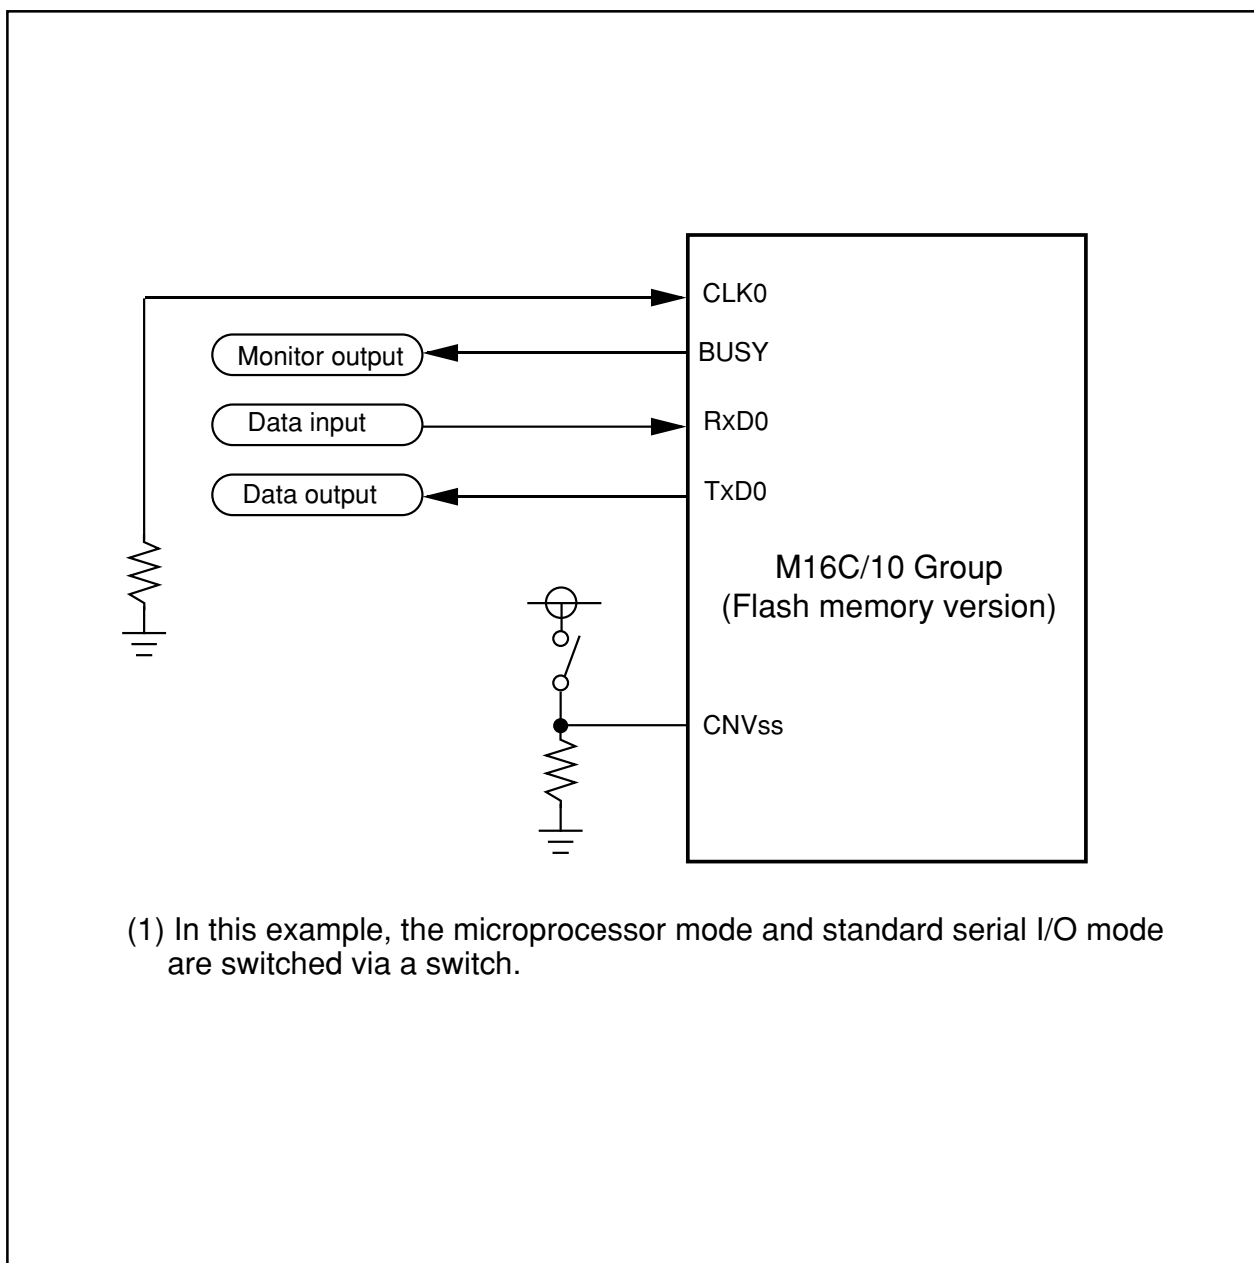 CLK0
Monitor output
BUSY
Data input
RxD0
Data output
TxD0
M16C/10 Group
(Flash memory version)
CNVss
(1) In this example, the microprocessor mode and standard serial I/O mode
are switched via a switch.